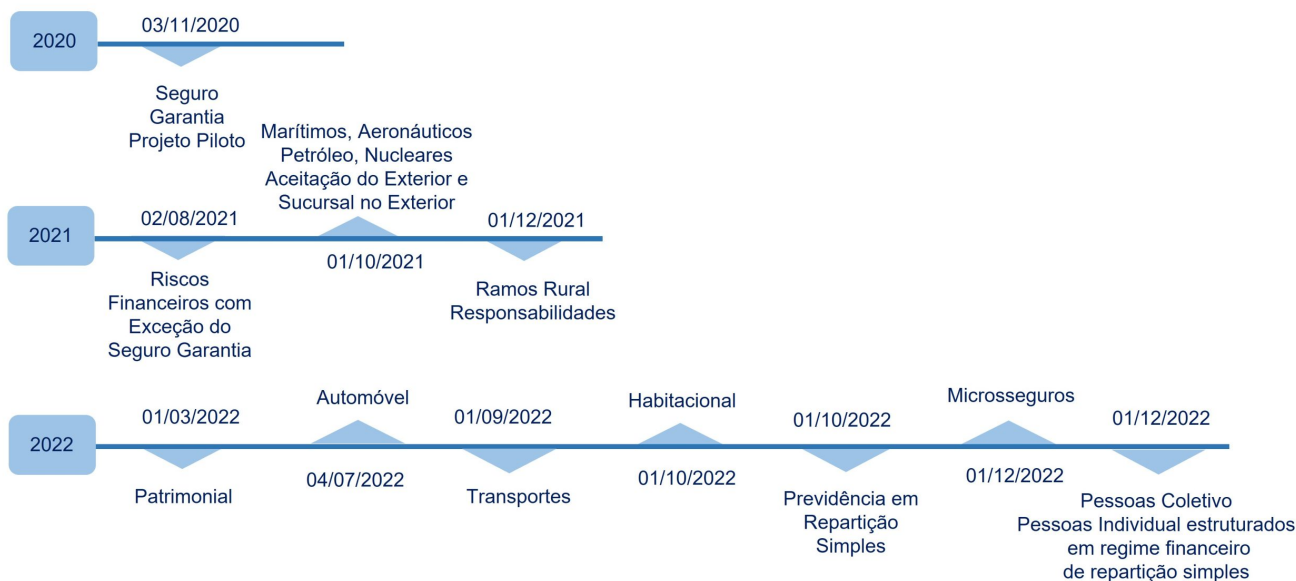 2020
03/11/2020
Seguro
Garantia
Projeto Piloto
2021
02/08/2021
Riscos
Financeiros com
Exceção do
Seguro Garantia
Marítimos, Aeronáuticos
Petróleo, Nucleares
Aceitação do Exterior e
Sucursal no Exterior
01/10/2021
01/12/2021
Ramos Rural
Responsabilidades
2022
01/03/2022
Patrimonial
Automóvel
04/07/2022
01/09/2022
Transportes
Habitacional
01/10/2022
01/10/2022
Previdência em
Repartição
Simples
Microsseguros
01/12/2022
01/12/2022
Pessoas Coletivo
Pessoas Individual estruturados
em regime financeiro
de repartição simples